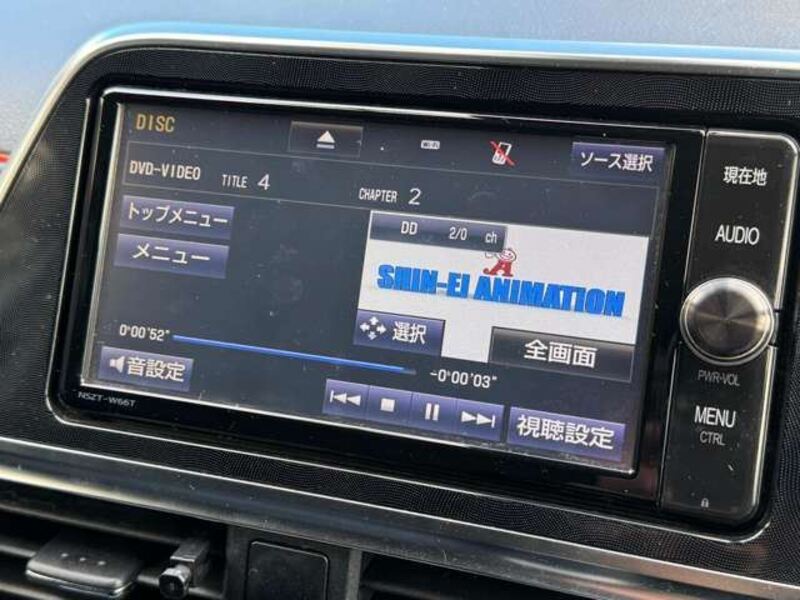 DISC
Wi-Fi
ソース選択
DVD-VIDEO TITLE 4 CHAPTER 2
トップメニュー
メニュー
DD 2/0 ch
SHIN-EI ANIMATION
選択
全画面
0:00'52"
-0:00'03"
音設定
視聴設定
NSZT-W66T
現在地
AUDIO
PWR-VOL
MENU
CTRL